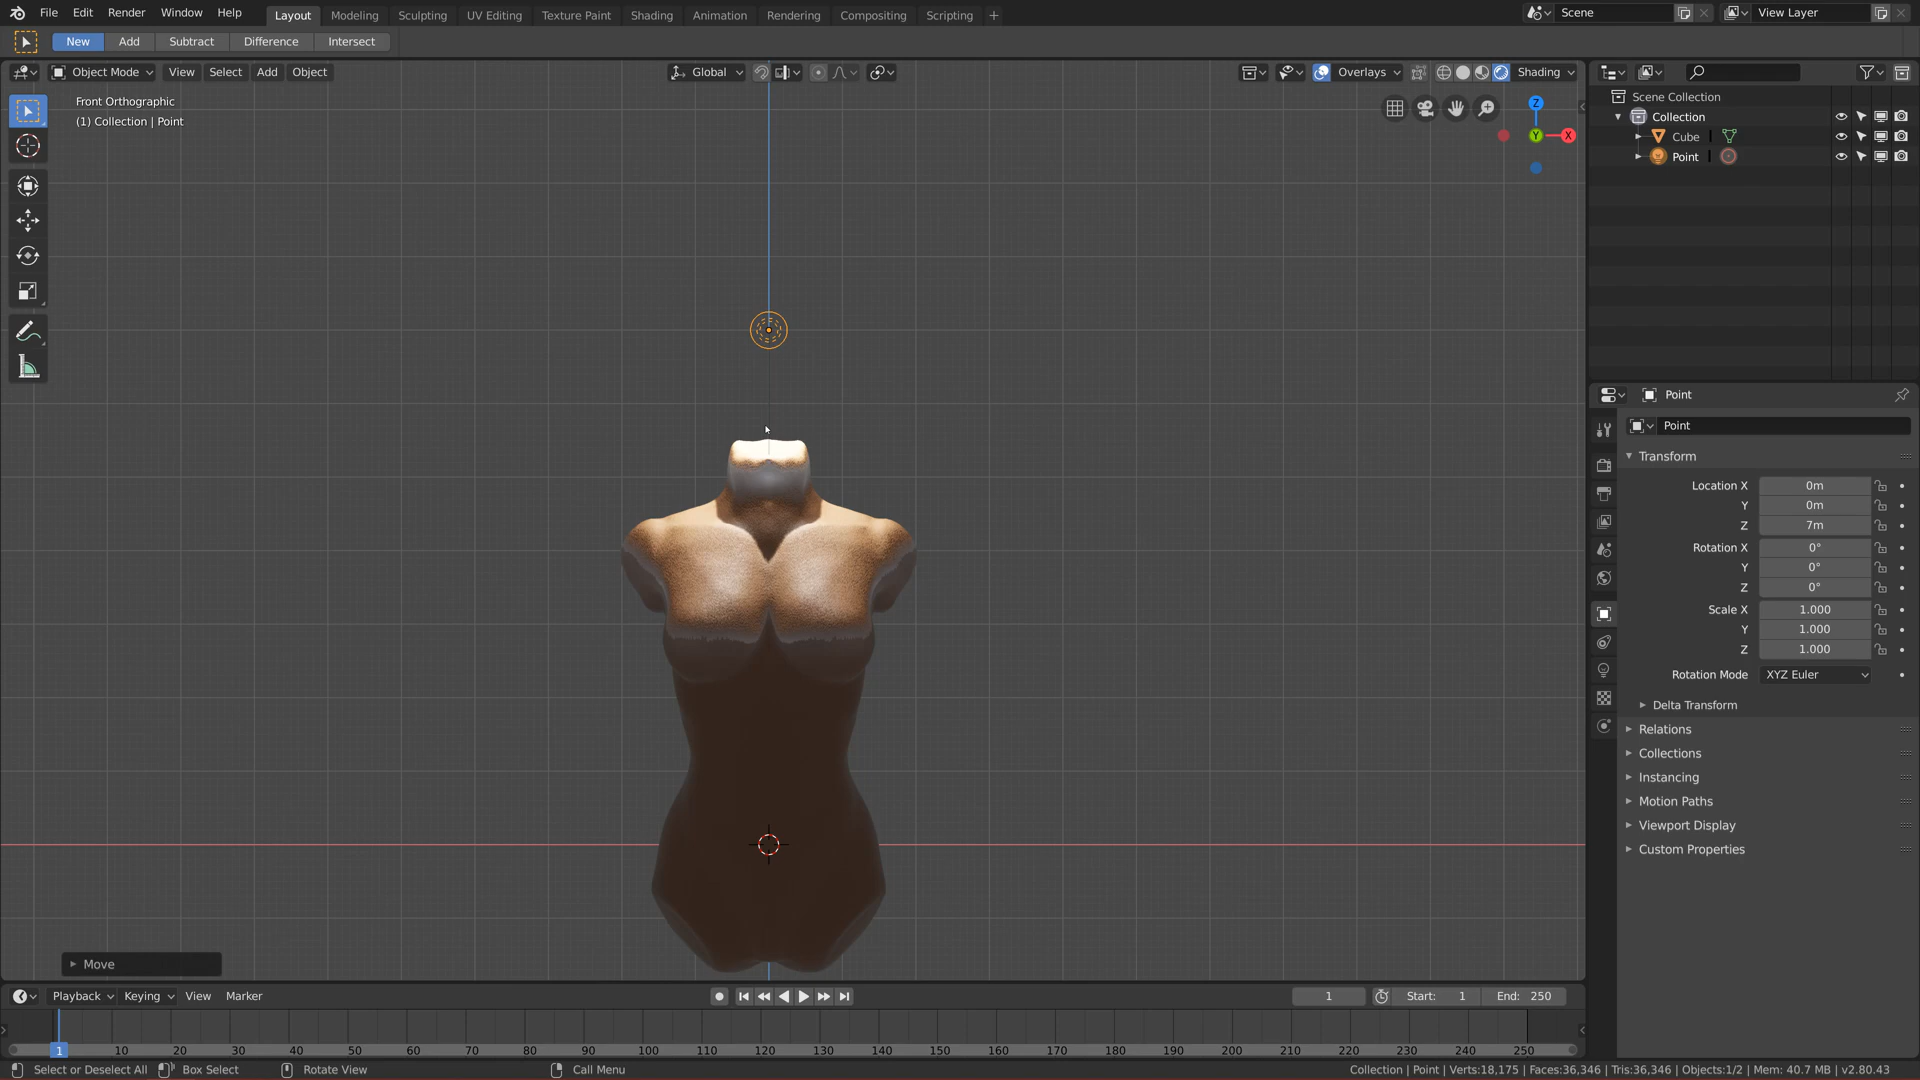 File Edit Render Window Help Layout Modeling Sculpting UV Editing Texture Paint Shading Animation Rendering Compositing Scripting + Scene View Layer
New Add Subtract Difference Intersect
Object Mode View Select Add Object Global Overlays Shading
Front Orthographic
(1) Collection | Point
Z
Y
X
Scene Collection
Collection
Cube
Point
Point
Point
Transform
Location X 0m
Y 0m
Z 7m
Rotation X 0°
Y 0°
Z 0°
Scale X 1.000
Y 1.000
Z 1.000
Rotation Mode XYZ Euler
Delta Transform
Relations
Collections
Instancing
Motion Paths
Viewport Display
Custom Properties
Move
Playback Keying View Marker 1 Start: 1 End: 250
1 10 20 30 40 50 60 70 80 90 100 110 120 130 140 150 160 170 180 190 200 210 220 230 240 250
Select or Deselect All Box Select Rotate View Call Menu Collection | Point | Verts:18,175 | Faces:36,346 | Tris:36,346 | Objects:1/2 | Mem: 40.7 MB | v2.80.43